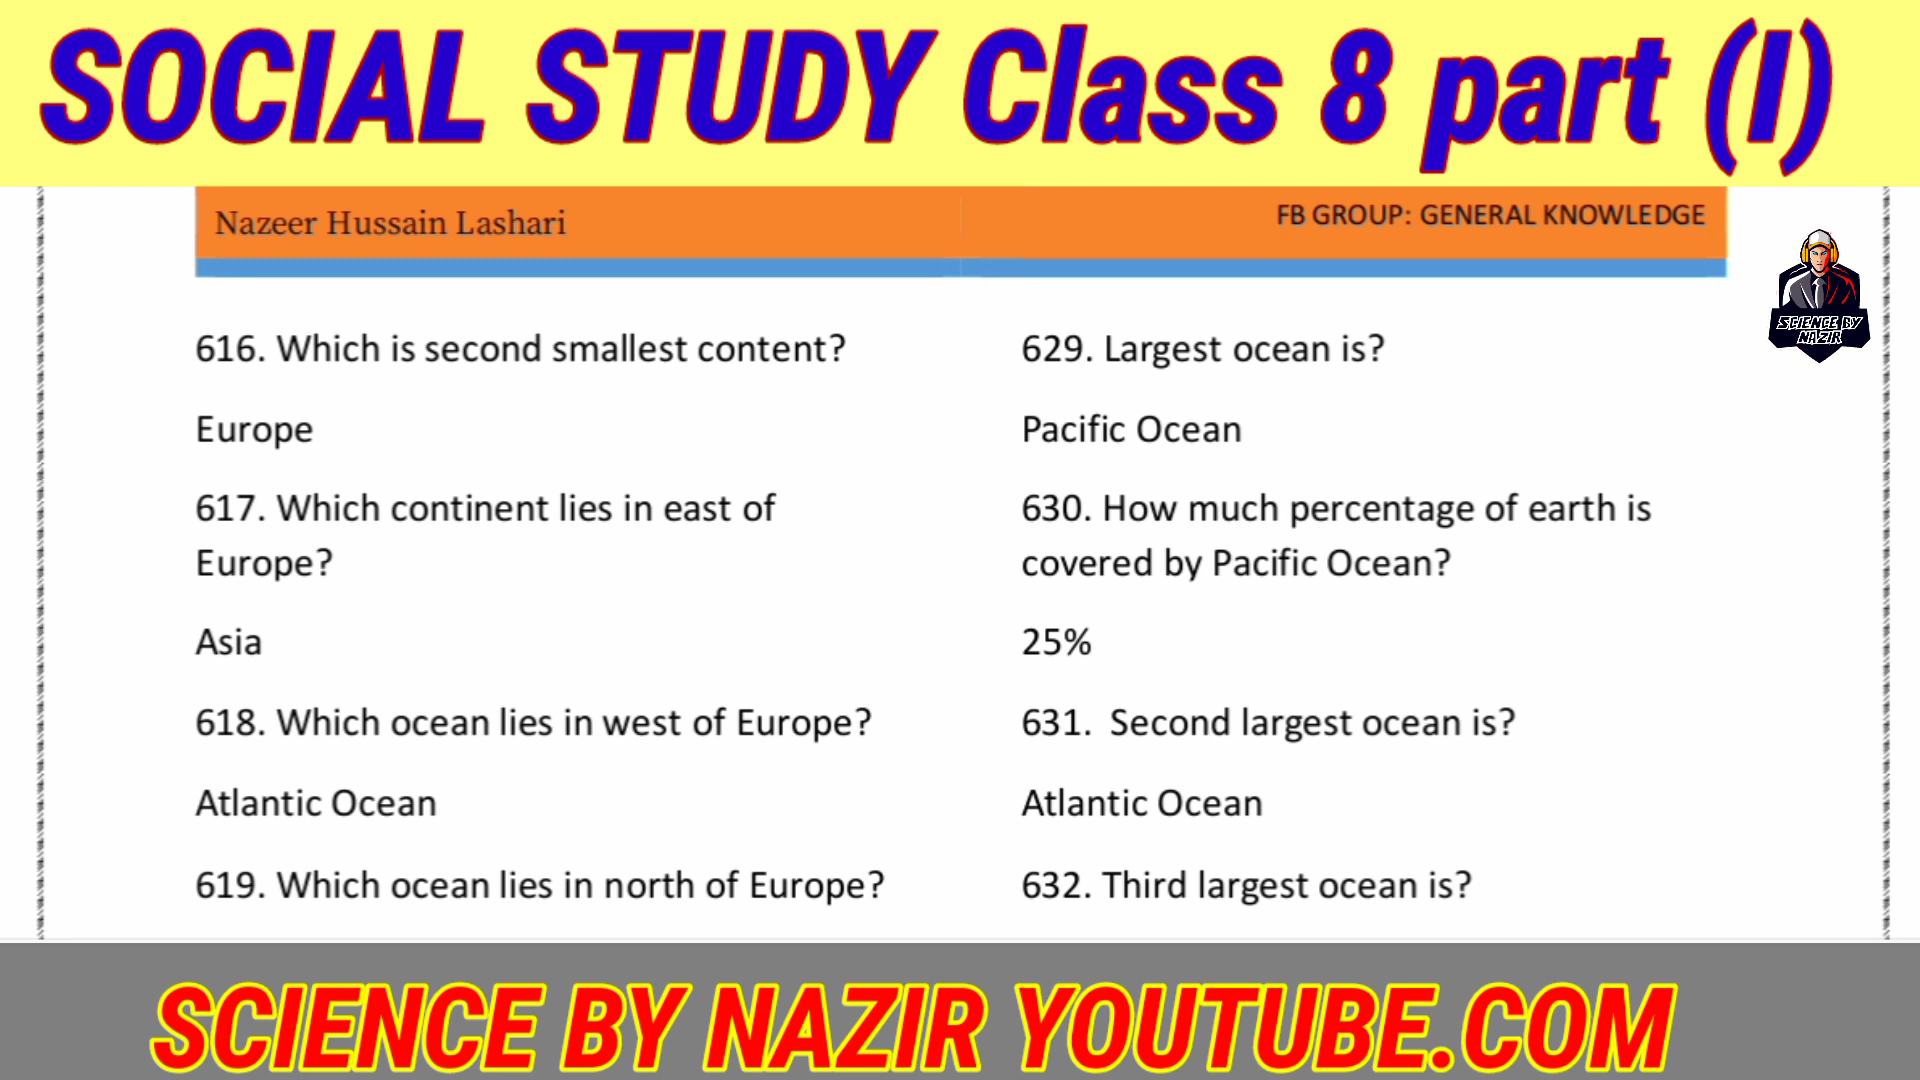 SOCIAL STUDY Class 8 part (I)
Nazeer Hussain Lashari
FB GROUP: GENERAL KNOWLEDGE
SCIENCE BY
NAZIR
616. Which is second smallest content?
Europe
617. Which continent lies in east of
Europe?
Asia
618. Which ocean lies in west of Europe?
Atlantic Ocean
619. Which ocean lies in north of Europe?
629. Largest ocean is?
Pacific Ocean
630. How much percentage of earth is
covered by Pacific Ocean?
25%
631. Second largest ocean is?
Atlantic Ocean
632. Third largest ocean is?
SCIENCE BY NAZIR YOUTUBE.COM